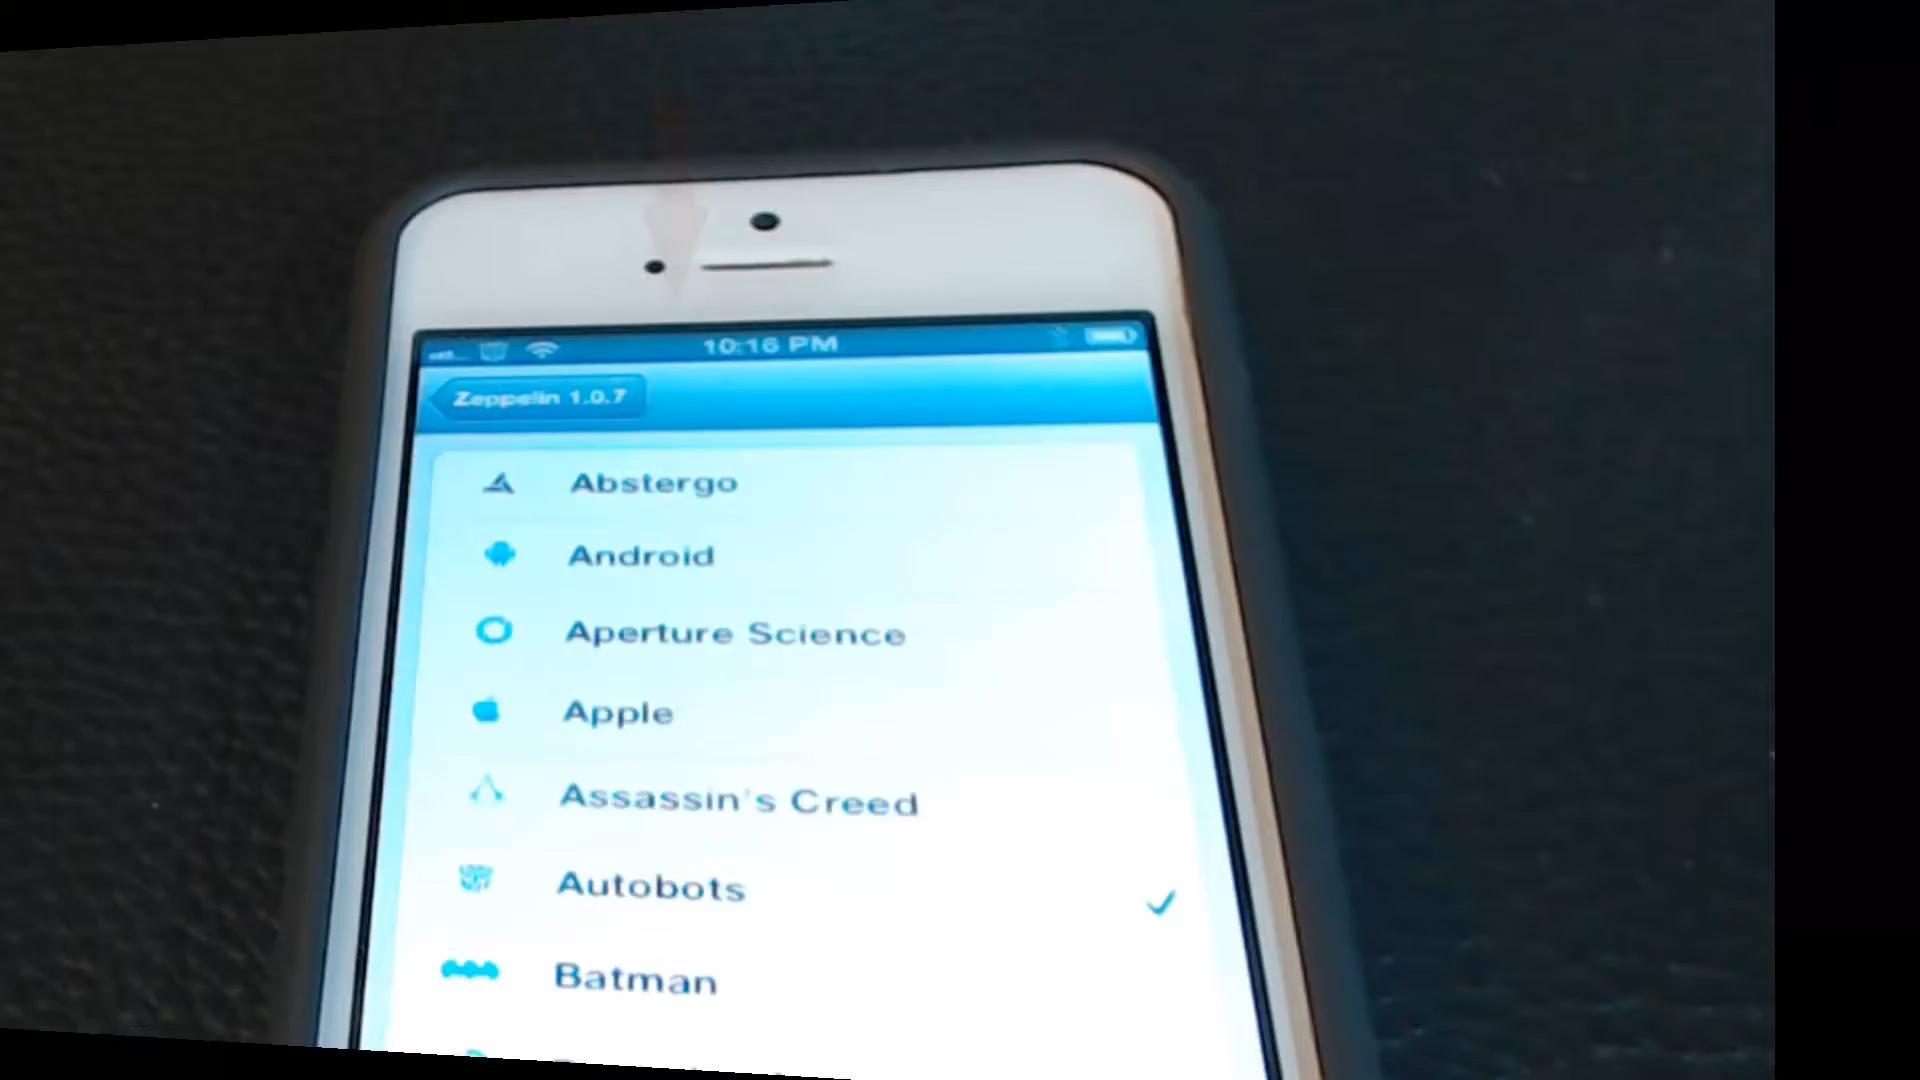 10:16 PM
Zeppelin 1.0.7
Abstergo
Android
Aperture Science
Apple
Assassin's Creed
Autobots
Batman